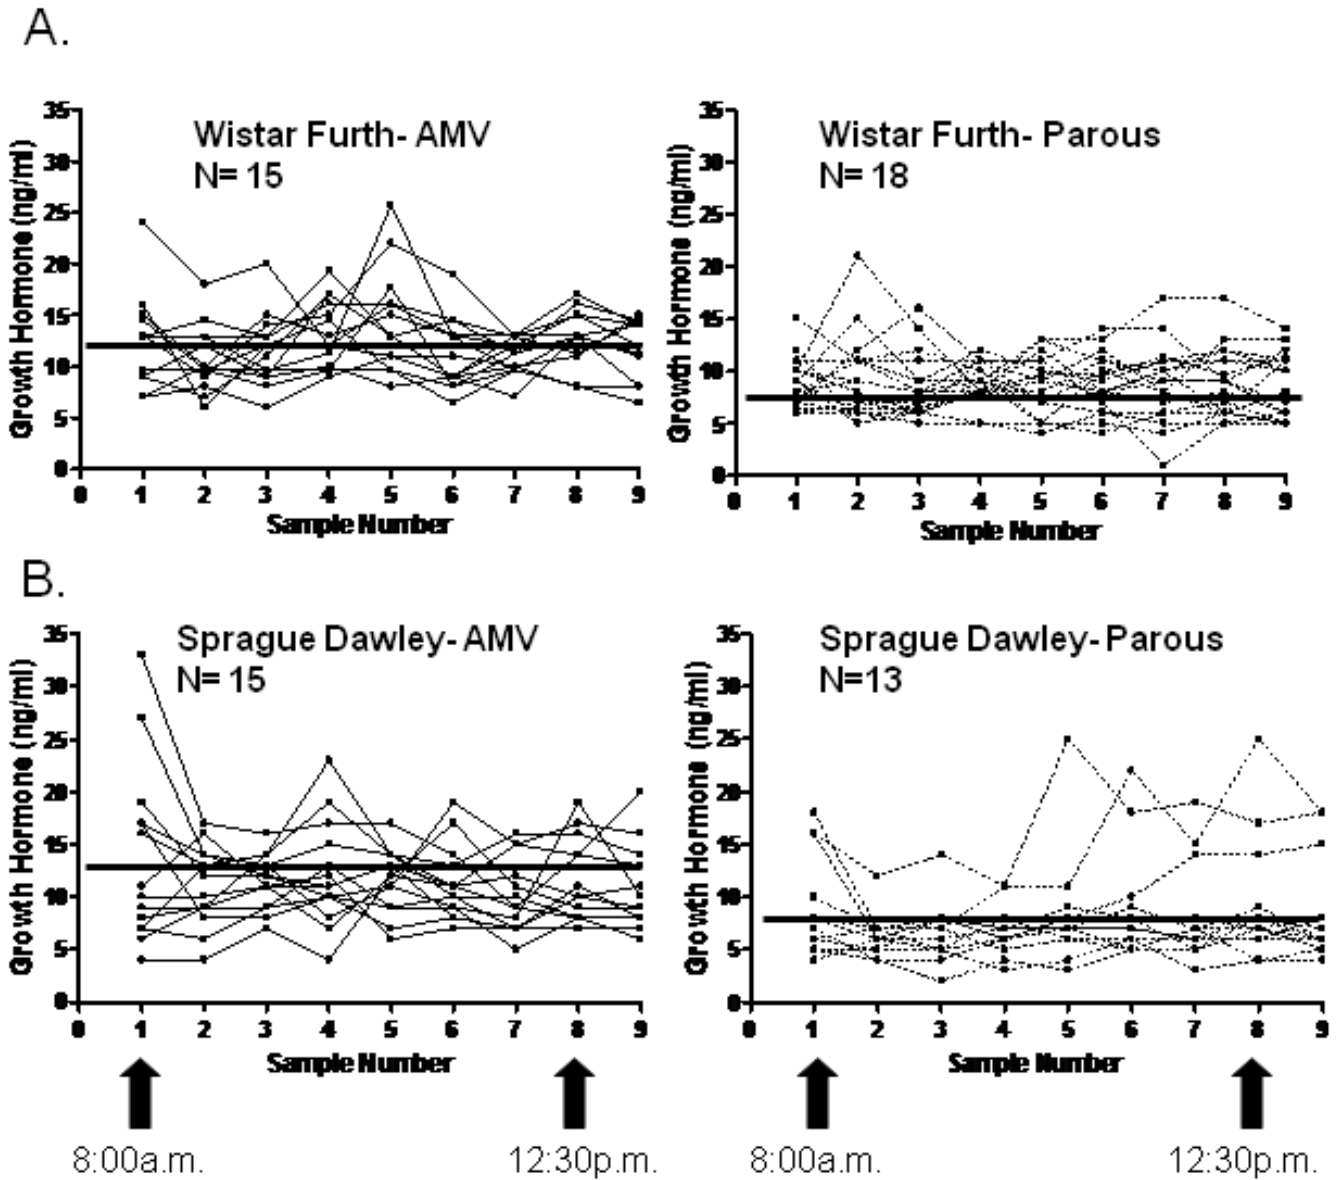 A.
Wistar Furth- AMV
N= 15
Growth Hormone (ng/ml)
35
30
25
20
15
10
5
0
0 1 2 3 4 5 6 7 8 9
Sample Number
Wistar Furth- Parous
N= 18
Growth Hormone (ng/ml)
35
30
25
20
15
10
5
0
0 1 2 3 4 5 6 7 8 9
Sample Number
B.
Sprague Dawley- AMV
N= 15
Growth Hormone (ng/ml)
35
30
25
20
15
10
5
0
0 1 2 3 4 5 6 7 8 9
Sample Number
8:00a.m. 12:30p.m.
Sprague Dawley- Parous
N=13
Growth Hormone (ng/ml)
35
30
25
20
15
10
5
0
0 1 2 3 4 5 6 7 8 9
Sample Number
8:00a.m. 12:30p.m.